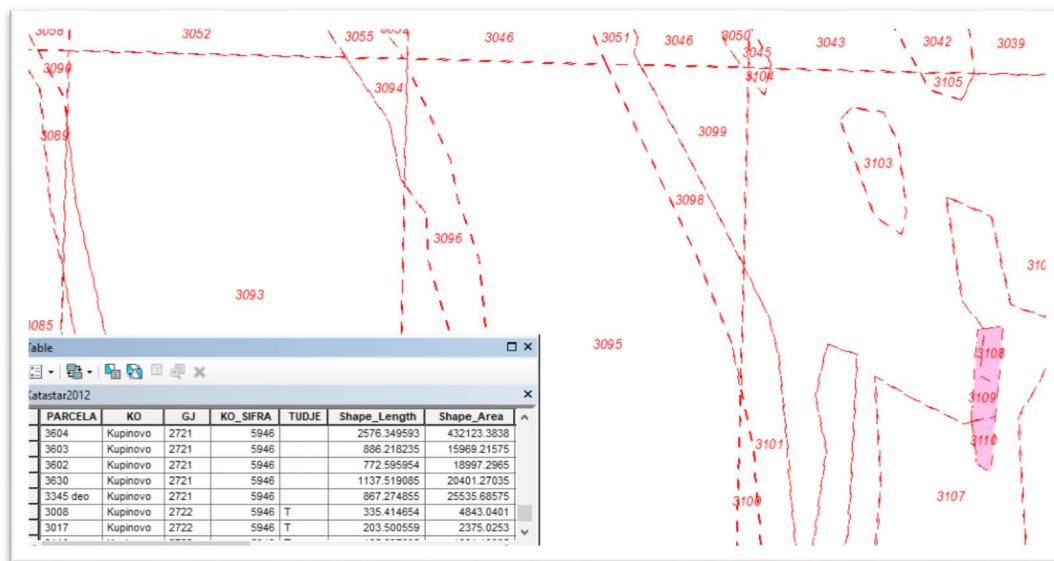 3058
3052
3055
3046
3051
3046
3050
3045
3043
3042
3039
3090
3094
3104
3105
3089
3099
3103
3098
3096
3093
3085
3095
3108
3109
3110
3101
3107
3100
Table
Katastar2012
PARCELA KO GJ KO_SIFRA TUDJE Shape_Length Shape_Area
3604 Kupinovo 2721 5946 2576.349593 432123.3838
3603 Kupinovo 2721 5946 886.218235 15969.21575
3602 Kupinovo 2721 5946 772.595954 18997.2965
3630 Kupinovo 2721 5946 1137.519085 20401.27035
3345 deo Kupinovo 2721 5946 867.274855 25535.68575
3008 Kupinovo 2722 5946 T 335.414654 4843.0401
3017 Kupinovo 2722 5946 T 203.500559 2375.0253